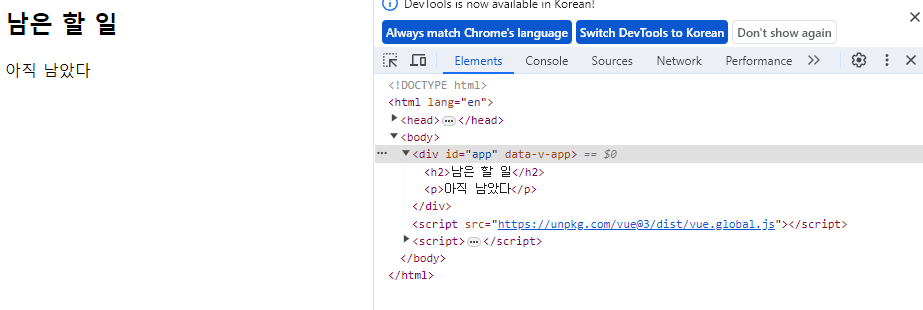 남은 할 일
아직 남았다
DevTools is now available in Korean!
Always match Chrome's language Switch DevTools to Korean Don't show again
Elements Console Sources Network Performance
<!DOCTYPE html>
<html lang="en">
<head> </head>
<body>
<div id="app" data-v-app> == $0
<h2>남은 할 일</h2>
<p>아직 남았다</p>
</div>
<script src="https://unpkg.com/vue@3/dist/vue.global.js"></script>
<script> </script>
</body>
</html>